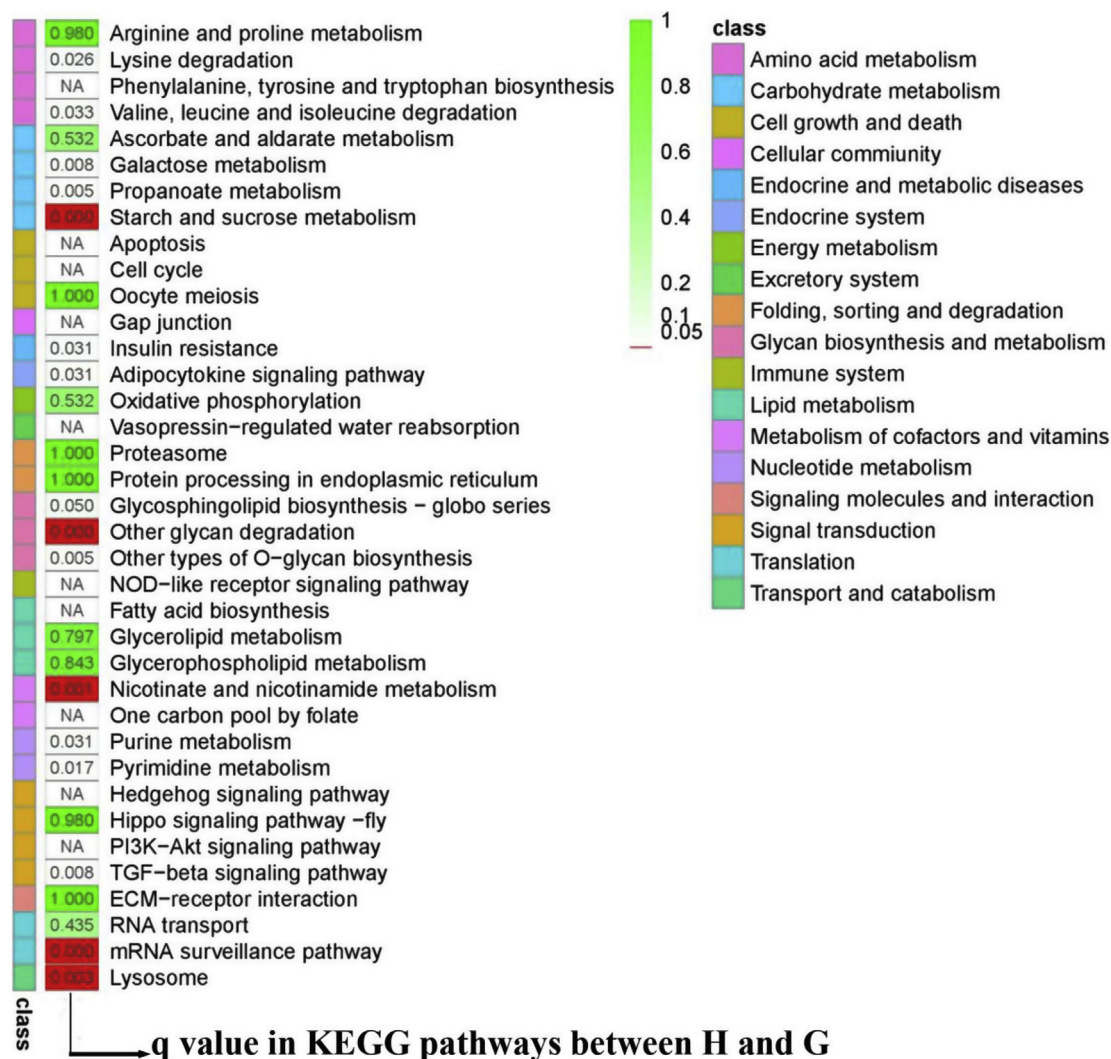 0.980 Arginine and proline metabolism
0.026 Lysine degradation
NA Phenylalanine, tyrosine and tryptophan biosynthesis
0.033 Valine, leucine and isoleucine degradation
0.532 Ascorbate and aldarate metabolism
0.008 Galactose metabolism
0.005 Propanoate metabolism
0.000 Starch and sucrose metabolism
NA Apoptosis
NA Cell cycle
1.000 Oocyte meiosis
NA Gap junction
0.031 Insulin resistance
0.031 Adipocytokine signaling pathway
0.532 Oxidative phosphorylation
NA Vasopressin−regulated water reabsorption
1.000 Proteasome
1.000 Protein processing in endoplasmic reticulum
0.050 Glycosphingolipid biosynthesis − globo series
0.000 Other glycan degradation
0.005 Other types of O−glycan biosynthesis
NA NOD−like receptor signaling pathway
NA Fatty acid biosynthesis
0.797 Glycerolipid metabolism
0.843 Glycerophospholipid metabolism
0.001 Nicotinate and nicotinamide metabolism
NA One carbon pool by folate
0.031 Purine metabolism
0.017 Pyrimidine metabolism
NA Hedgehog signaling pathway
0.980 Hippo signaling pathway −fly
NA PI3K−Akt signaling pathway
0.008 TGF−beta signaling pathway
1.000 ECM−receptor interaction
0.435 RNA transport
0.000 mRNA surveillance pathway
0.003 Lysosome
class
q value in KEGG pathways between H and G
1
0.8
0.6
0.4
0.2
0.1
0.05
class
Amino acid metabolism
Carbohydrate metabolism
Cell growth and death
Cellular commiunity
Endocrine and metabolic diseases
Endocrine system
Energy metabolism
Excretory system
Folding, sorting and degradation
Glycan biosynthesis and metabolism
Immune system
Lipid metabolism
Metabolism of cofactors and vitamins
Nucleotide metabolism
Signaling molecules and interaction
Signal transduction
Translation
Transport and catabolism